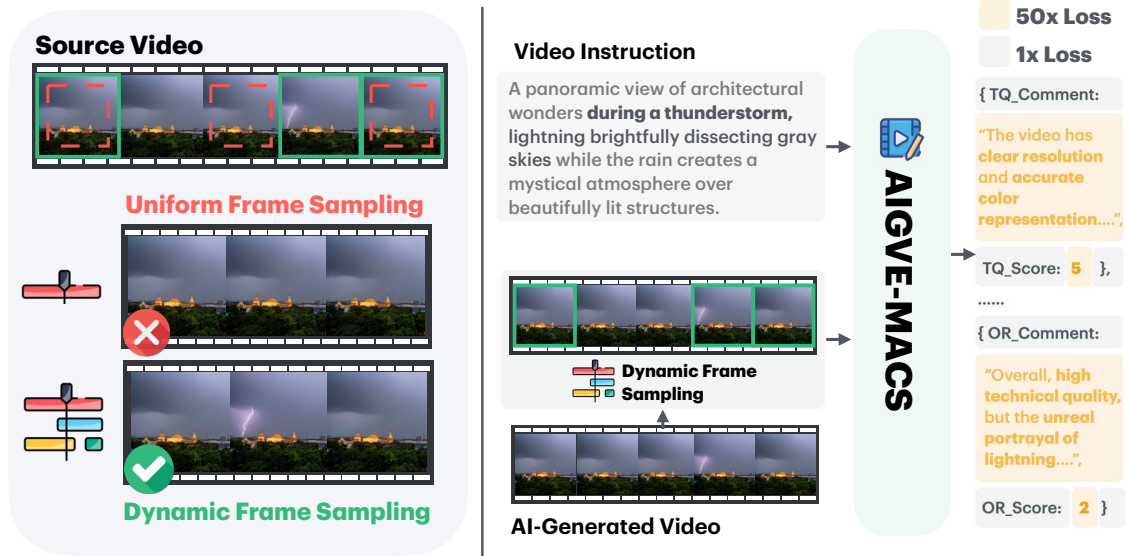 Source Video
Uniform Frame Sampling
Dynamic Frame Sampling
Video Instruction
A panoramic view of architectural
wonders during a thunderstorm,
lightning brightfully dissecting gray
skies while the rain creates a
mystical atmosphere over
beautifully lit structures.
Dynamic Frame
Sampling
AI-Generated Video
AIGVE-MACS
50x Loss
1x Loss
{ TQ_Comment:
“The video has
clear resolution
and accurate
color
representation....”,
TQ_Score: 5 },
......
{ OR_Comment:
“Overall, high
technical quality,
but the unreal
portrayal of
lightning....”,
OR_Score: 2 }